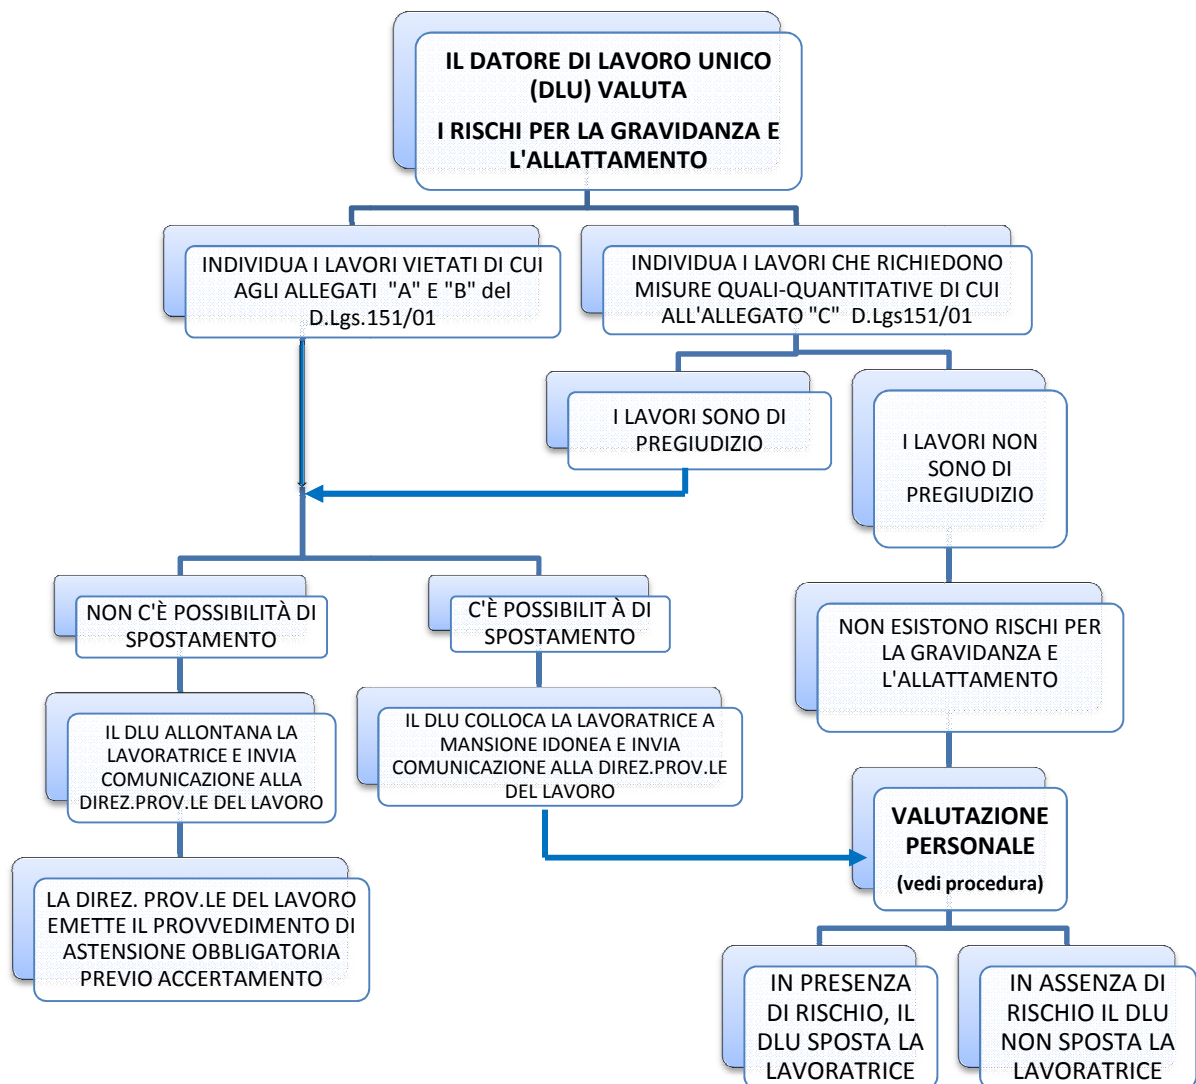 IL DATORE DI LAVORO UNICO
(DLU) VALUTA
I RISCHI PER LA GRAVIDANZA E
L'ALLATTAMENTO
INDIVIDUA I LAVORI VIETATI DI CUI
AGLI ALLEGATI "A" E "B" del
D.Lgs.151/01
INDIVIDUA I LAVORI CHE RICHIEDONO
MISURE QUALI-QUANTITATIVE DI CUI
ALL'ALLEGATO "C" D.Lgs151/01
I LAVORI SONO DI
PREGIUDIZIO
I LAVORI NON
SONO DI
PREGIUDIZIO
NON C'È POSSIBILITÀ DI
SPOSTAMENTO
C'È POSSIBILIT À DI
SPOSTAMENTO
NON ESISTONO RISCHI PER
LA GRAVIDANZA E
L'ALLATTAMENTO
IL DLU ALLONTANA LA
LAVORATRICE E INVIA
COMUNICAZIONE ALLA
DIREZ.PROV.LE DEL LAVORO
IL DLU COLLOCA LA LAVORATRICE A
MANSIONE IDONEA E INVIA
COMUNICAZIONE ALLA DIREZ.PROV.LE
DEL LAVORO
VALUTAZIONE
PERSONALE
(vedi procedura)
LA DIREZ. PROV.LE DEL LAVORO
EMETTE IL PROVVEDIMENTO DI
ASTENSIONE OBBLIGATORIA
PREVIO ACCERTAMENTO
IN PRESENZA
DI RISCHIO, IL
DLU SPOSTA LA
LAVORATRICE
IN ASSENZA DI
RISCHIO IL DLU
NON SPOSTA LA
LAVORATRICE